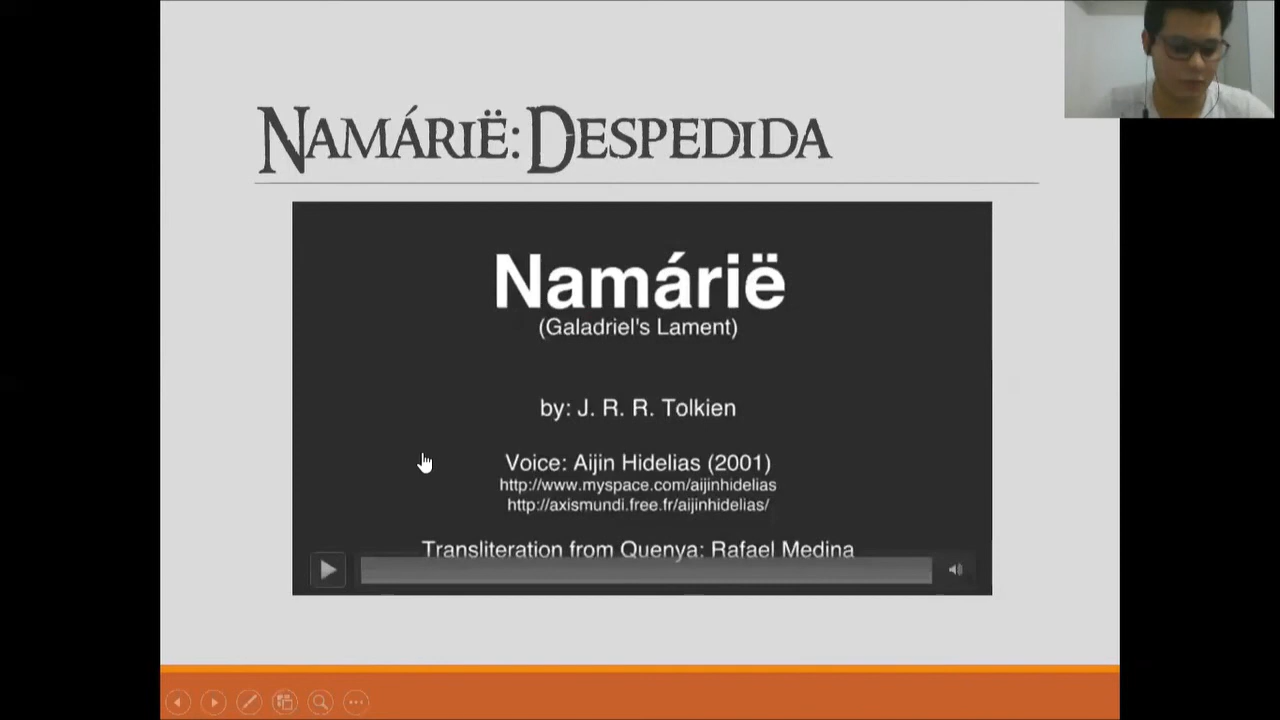 NAMÁRIË: DESPEDIDA
Namárië
(Galadriel's Lament)
by: J. R. R. Tolkien
Voice: Aijin Hidelias (2001)
http://www.myspace.com/aijinhidelias
http://axismundi.free.fr/aijinhidelias/
Transliteration from Quenya: Rafael Medina